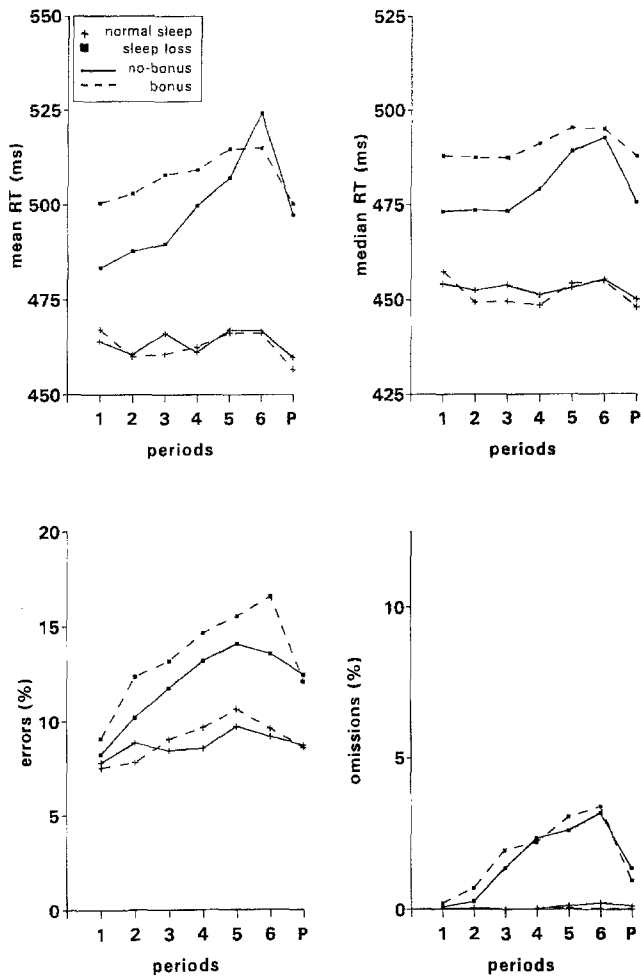 550
normal sleep
sleep loss
no-bonus
bonus
525
500
475
450
mean RT (ms)
1 2 3 4 5 6 P
periods
525
500
475
450
425
median RT (ms)
1 2 3 4 5 6 P
periods
20
15
10
5
0
errors (%)
1 2 3 4 5 6 P
periods
10
5
0
omissions (%)
1 2 3 4 5 6 P
periods